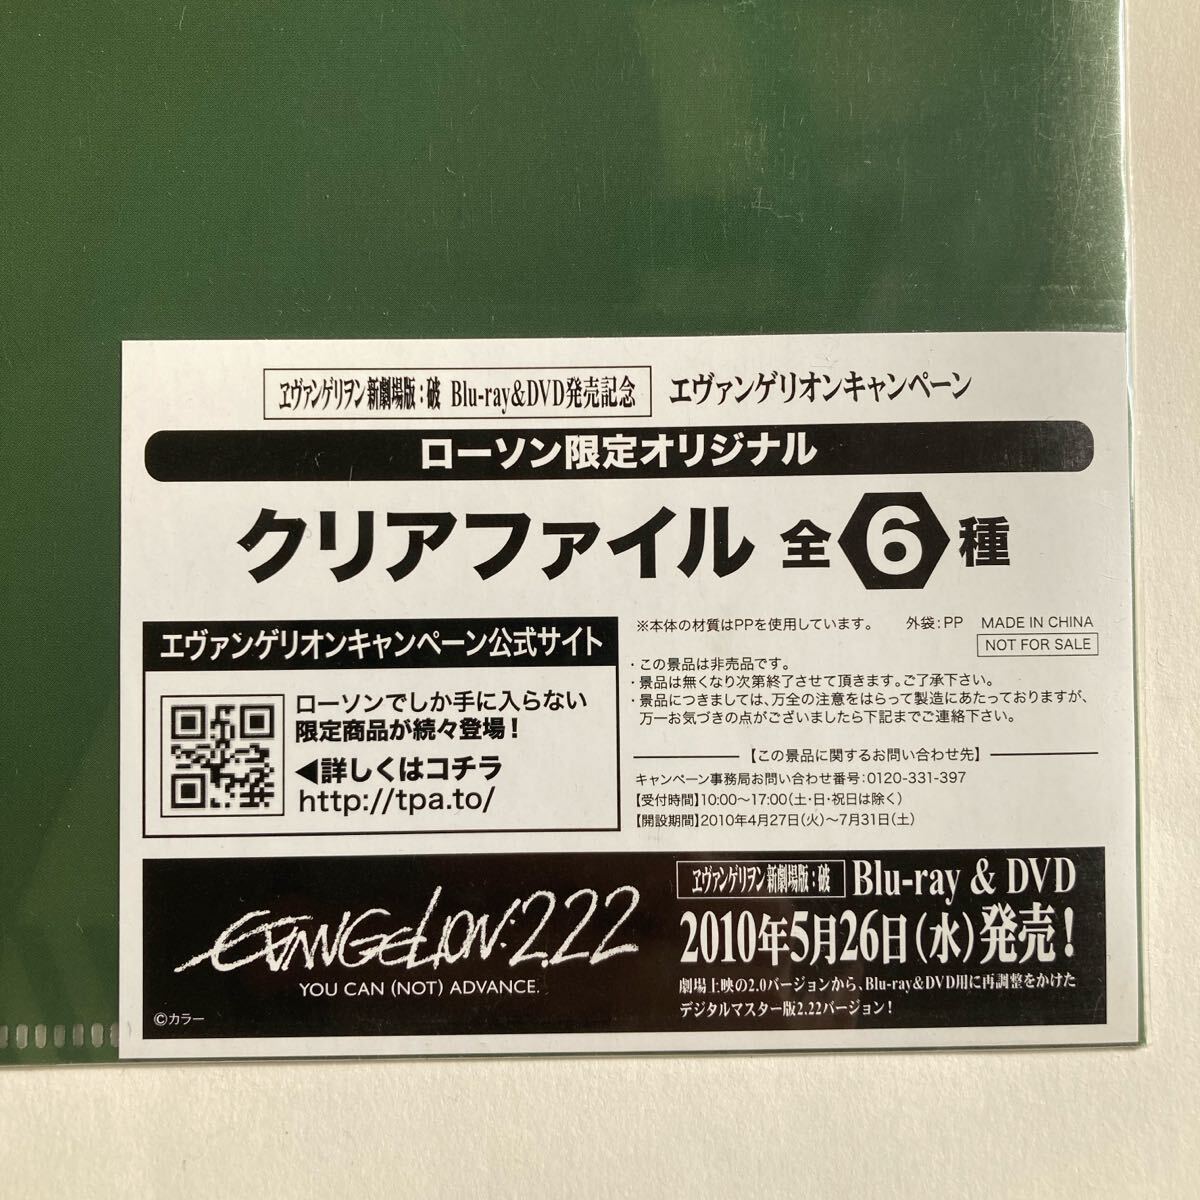 ヱヴァンゲリヲン新劇場版：破 Blu-ray&DVD発売記念 エヴァンゲリオンキャンペーン
ローソン限定オリジナル
クリアファイル 全6種
エヴァンゲリオンキャンペーン公式サイト
ローソンでしか手に入らない
限定商品が続々登場！
◀詳しくはコチラ
http://tpa.to/
※本体の材質はPPを使用しています。 外袋：PP MADE IN CHINA
NOT FOR SALE
・この景品は非売品です。
・景品は無くなり次第終了させて頂きます。ご了承下さい。
・景品につきましては、万全の注意をはらって製造にあたっておりますが、
万一お気づきの点がございましたら下記までご連絡下さい。
【この景品に関するお問い合わせ先】
キャンペーン事務局お問い合わせ番号：0120-331-397
【受付時間】10:00〜17:00（土・日・祝日は除く）
【開設期間】2010年4月27日（火）〜7月31日（土）
EVANGELION:2.22
YOU CAN (NOT) ADVANCE.
©カラー
ヱヴァンゲリヲン新劇場版：破 Blu-ray & DVD
2010年5月26日（水）発売！
劇場上映の2.0バージョンから、Blu-ray&DVD用に再調整をかけた
デジタルマスター版2.22バージョン！